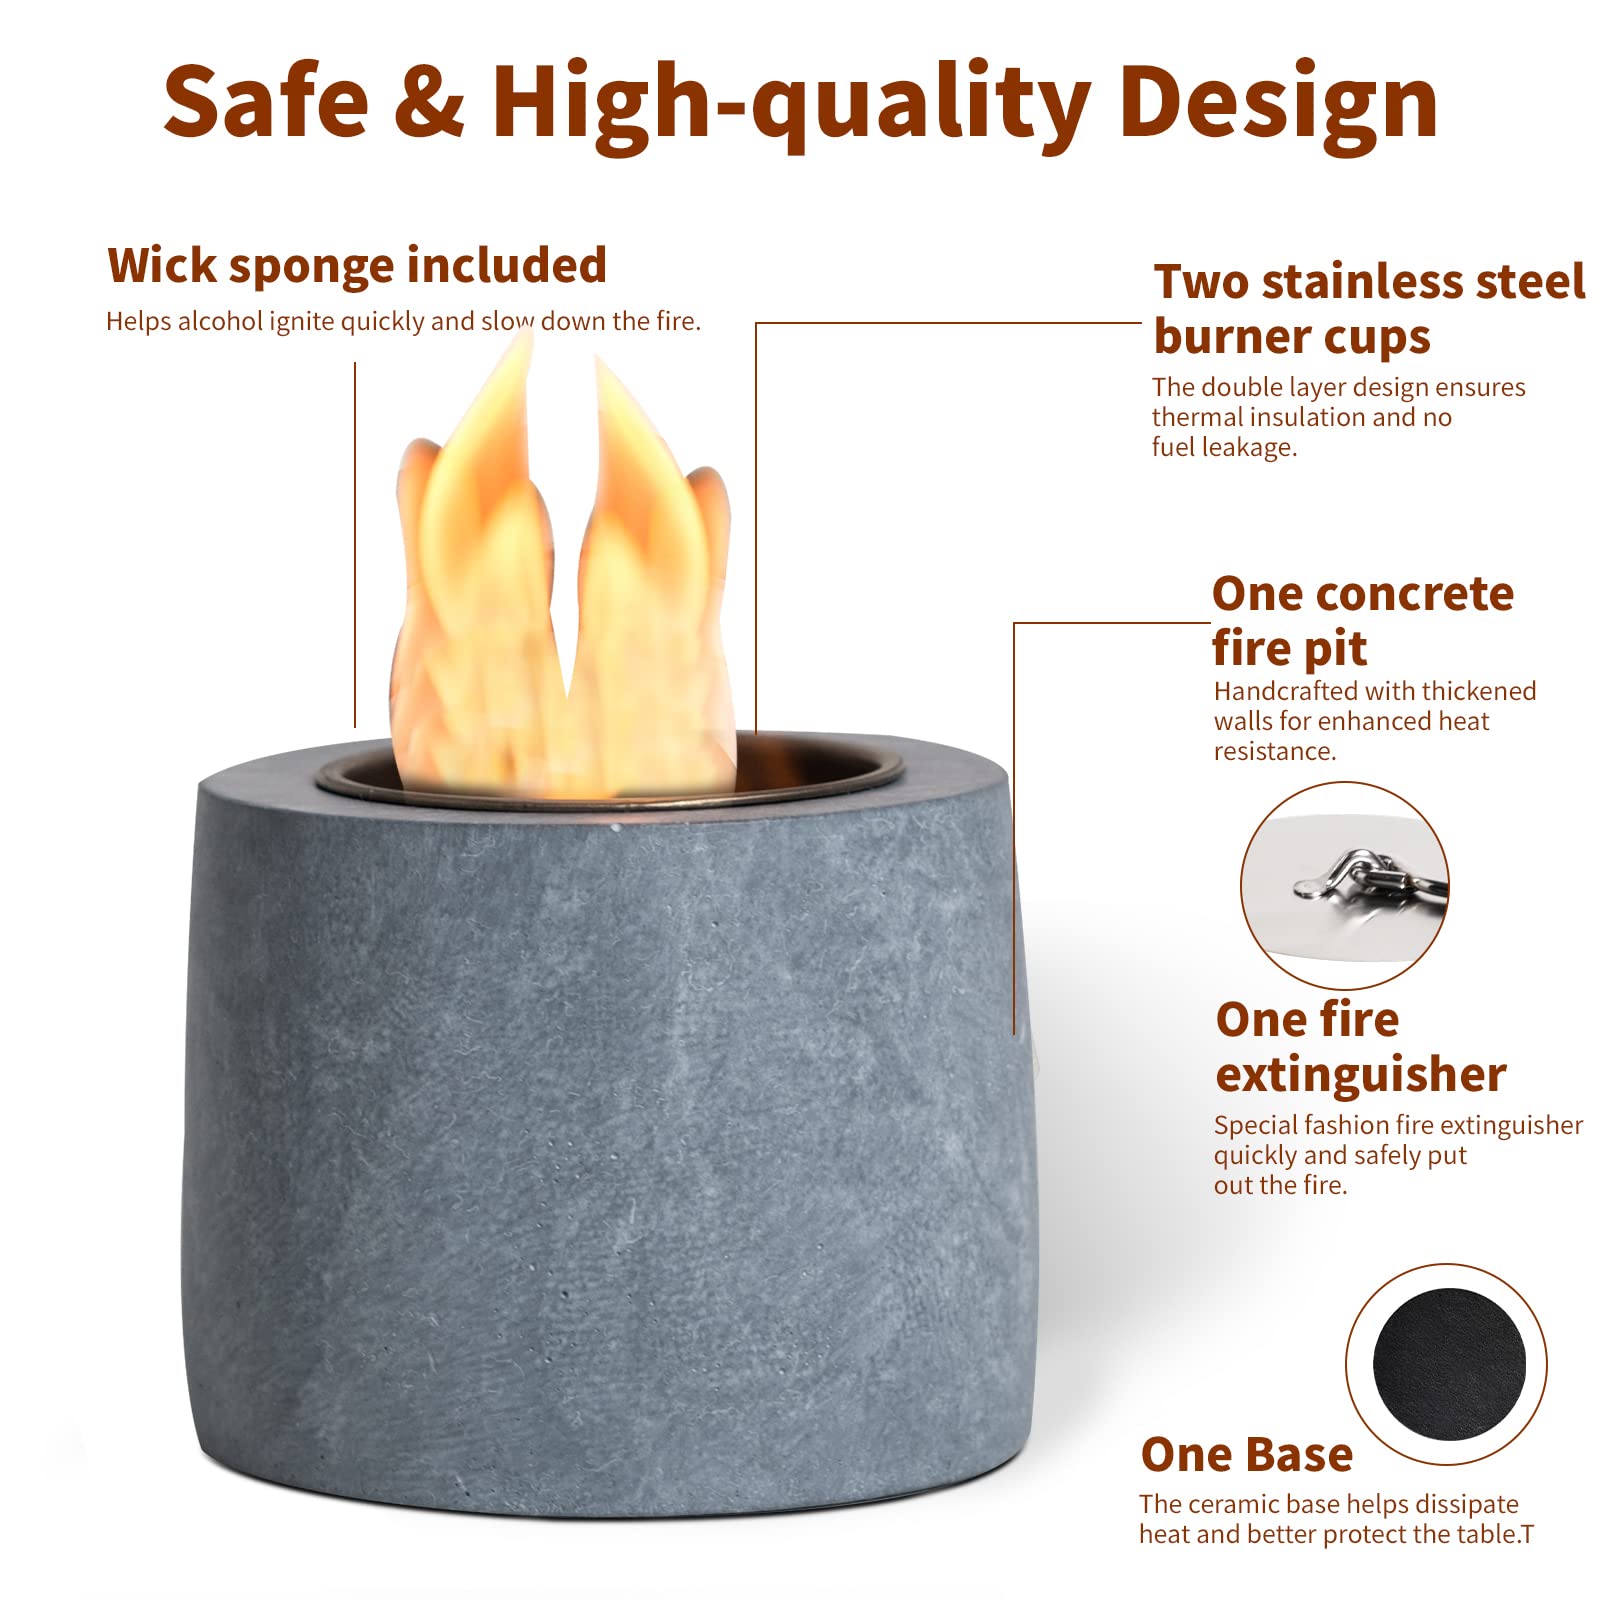 Safe & High-quality Design
Wick sponge included
Helps alcohol ignite quickly and slow down the fire.
Two stainless steel
burner cups
The double layer design ensures
thermal insulation and no
fuel leakage.
One concrete
fire pit
Handcrafted with thickened
walls for enhanced heat
resistance.
One fire
extinguisher
Special fashion fire extinguisher
quickly and safely put
out the fire.
One Base
The ceramic base helps dissipate
heat and better protect the table.T